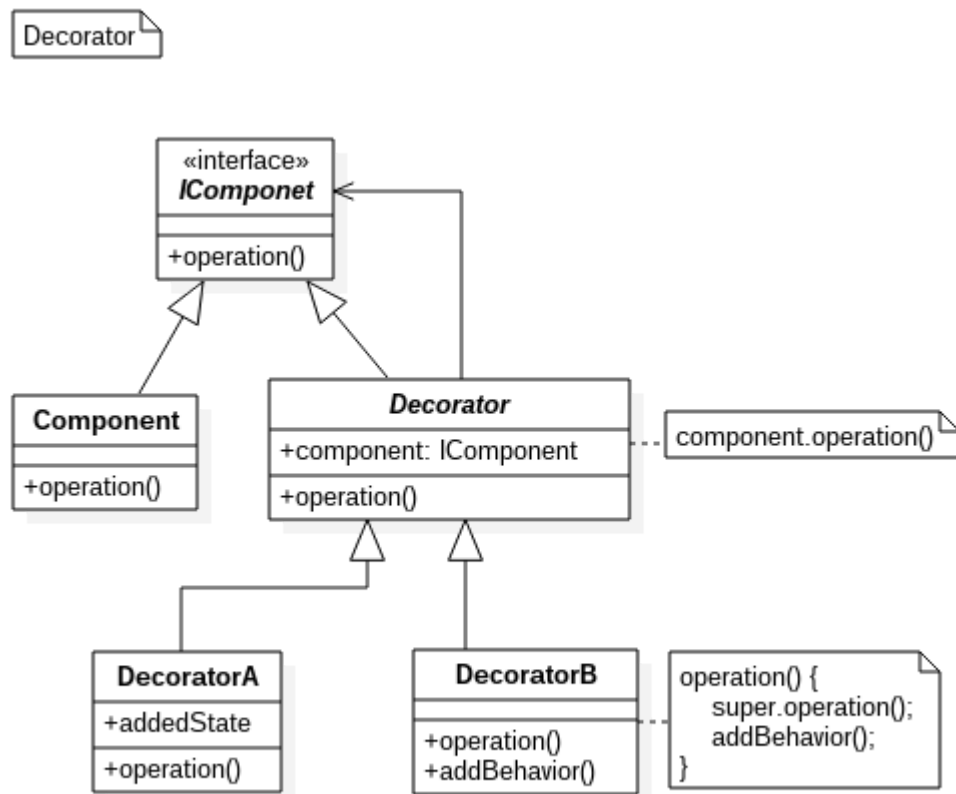 Decorator
«interface»
IComponet
+operation()
Component
+operation()
Decorator
+component: IComponent
+operation()
component.operation()
DecoratorA
+addedState
+operation()
DecoratorB
+operation()
+addBehavior()
operation() {
super.operation();
addBehavior();
}